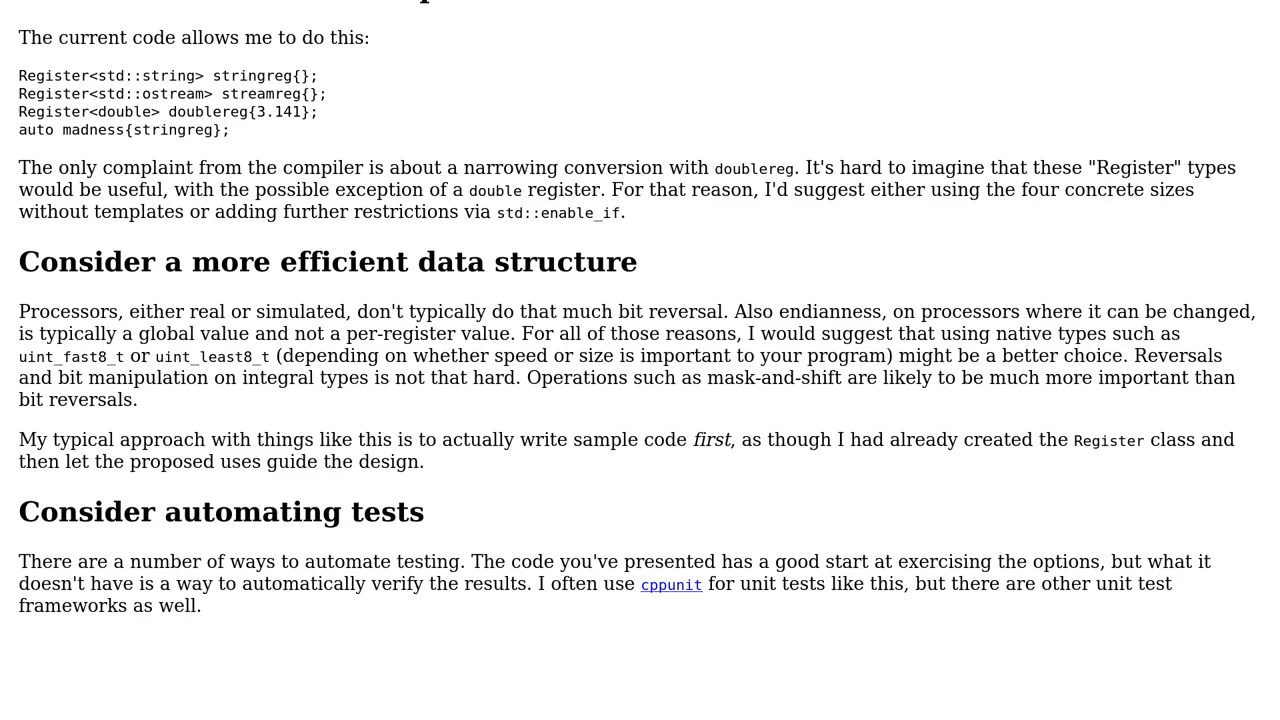 The current code allows me to do this:
Register<std::string> stringreg{};
Register<std::ostream> streamreg{};
Register<double> doublereg{3.141};
auto madness{stringreg};
The only complaint from the compiler is about a narrowing conversion with doublereg. It's hard to imagine that these "Register" types
would be useful, with the possible exception of a double register. For that reason, I'd suggest either using the four concrete sizes
without templates or adding further restrictions via std::enable_if.
Consider a more efficient data structure
Processors, either real or simulated, don't typically do that much bit reversal. Also endianness, on processors where it can be changed,
is typically a global value and not a per-register value. For all of those reasons, I would suggest that using native types such as
uint_fast8_t or uint_least8_t (depending on whether speed or size is important to your program) might be a better choice. Reversals
and bit manipulation on integral types is not that hard. Operations such as mask-and-shift are likely to be much more important than
bit reversals.
My typical approach with things like this is to actually write sample code first, as though I had already created the Register class and
then let the proposed uses guide the design.
Consider automating tests
There are a number of ways to automate testing. The code you've presented has a good start at exercising the options, but what it
doesn't have is a way to automatically verify the results. I often use cppunit for unit tests like this, but there are other unit test
frameworks as well.